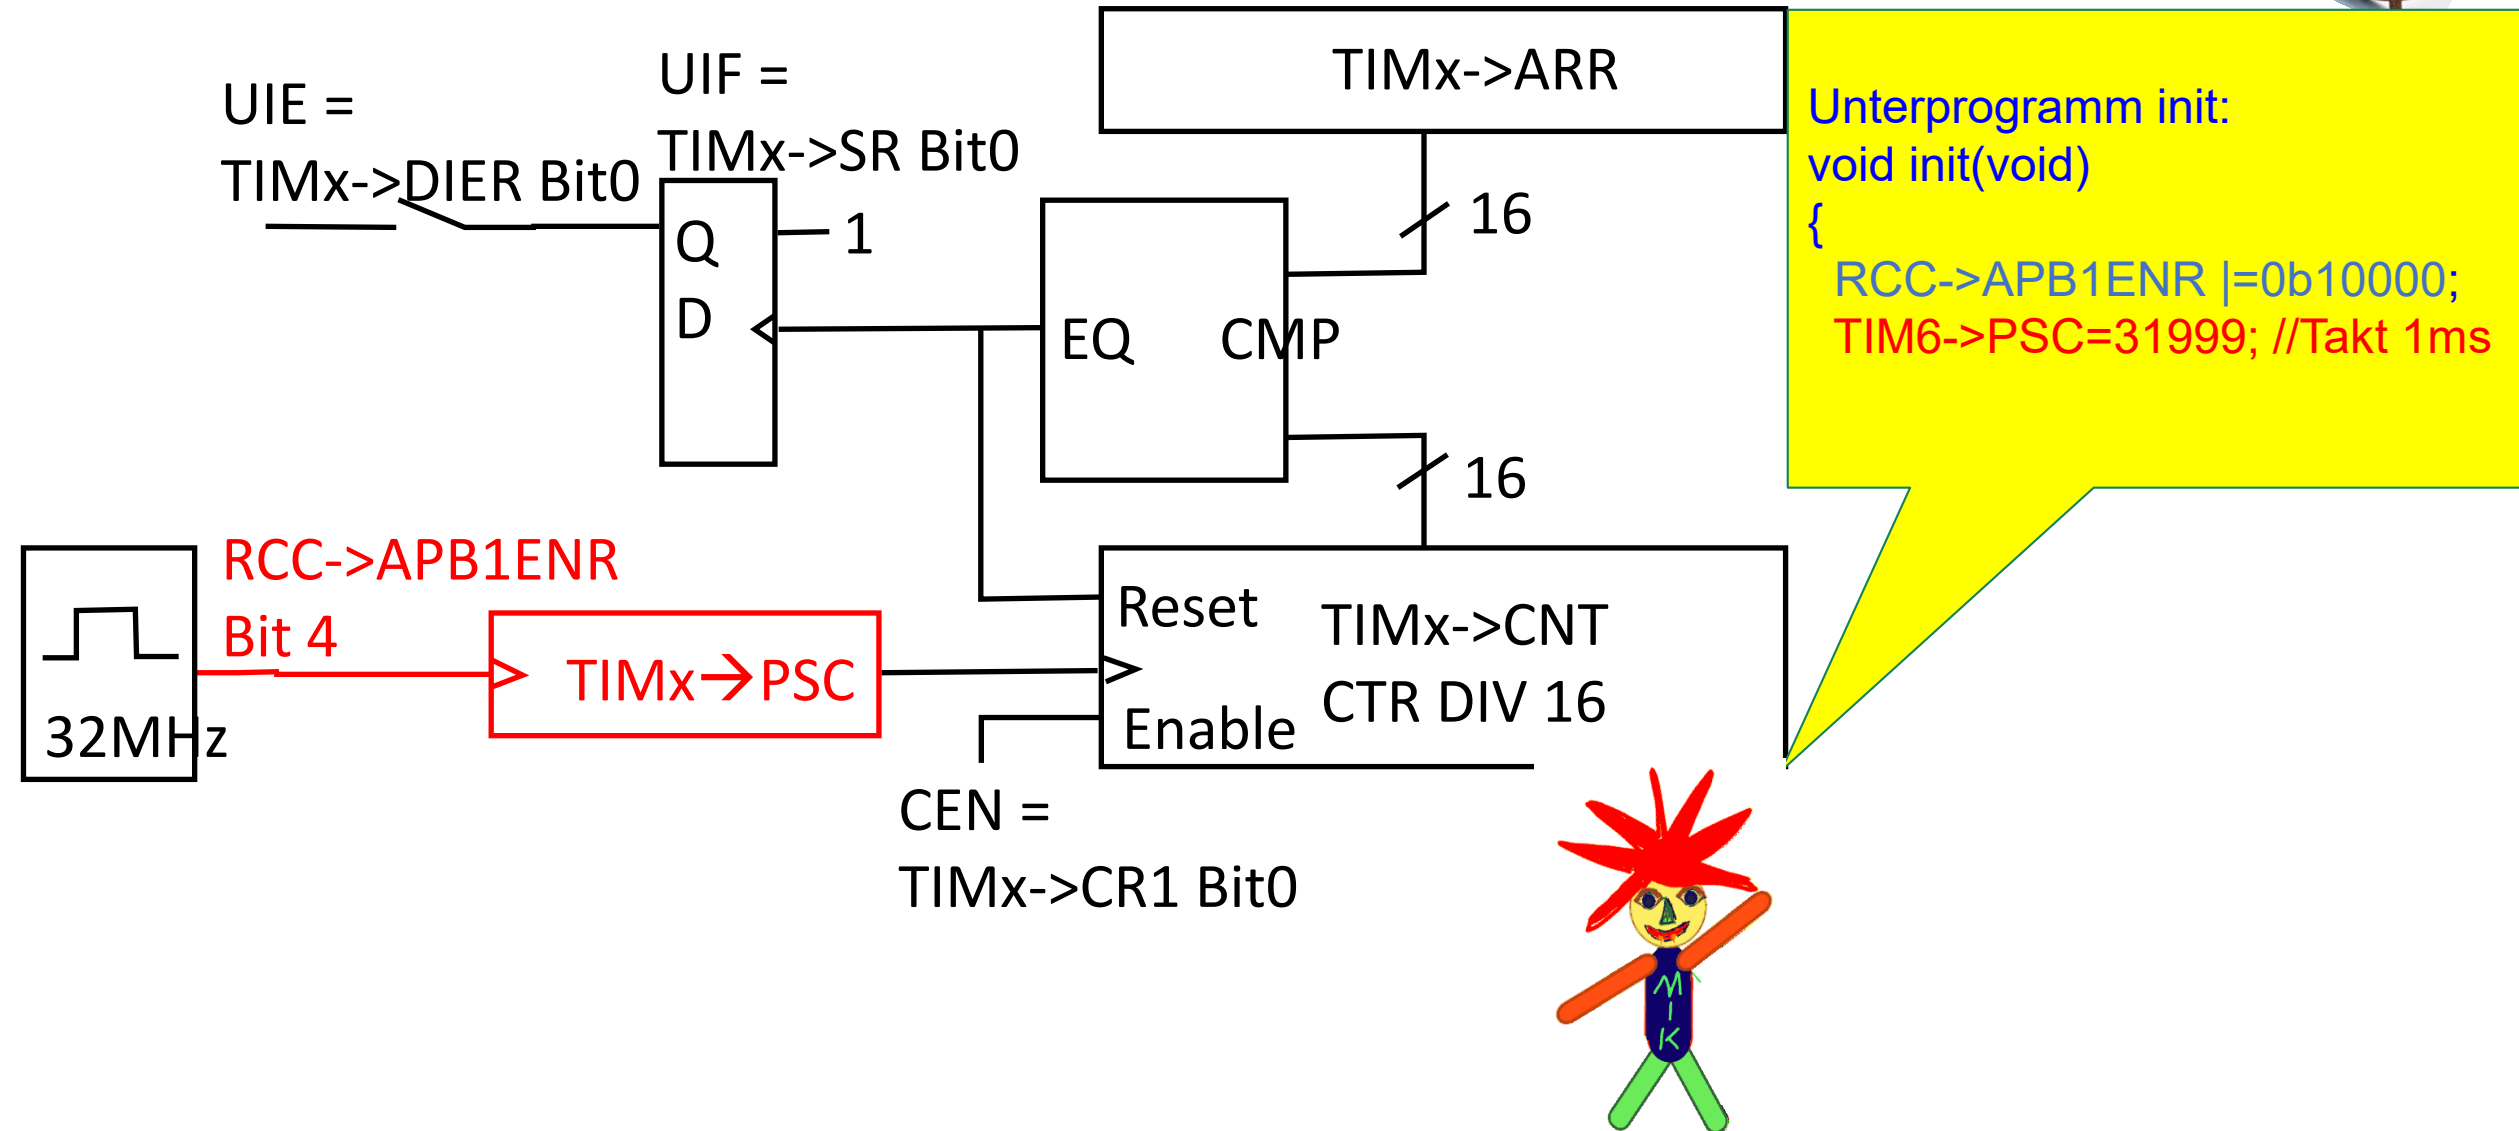 UIE =
TIMx->DIER Bit0
UIF =
TIMx->SR Bit0
TIMx->ARR
Q
D
1
16
EQ CMP
16
32MHz
RCC->APB1ENR
Bit 4
TIMx→PSC
Reset
Enable
TIMx->CNT
CTR DIV 16
CEN =
TIMx->CR1 Bit0
Unterprogramm init:
void init(void)
{
RCC->APB1ENR |=0b10000;
TIM6->PSC=31999; //Takt 1ms
M
I
K